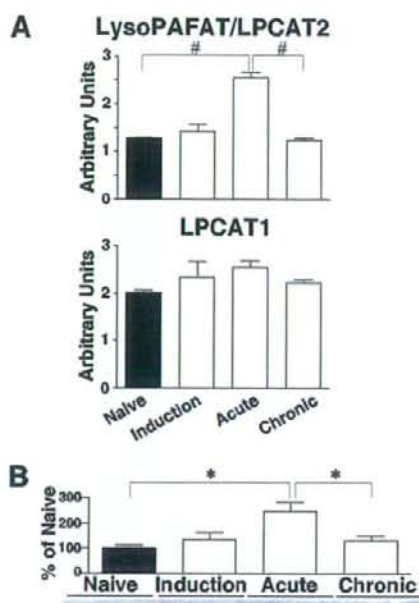 A
LysoPAFAT/LPCAT2
# #
Arbitrary Units
3
2
1
0
LPCAT1
Arbitrary Units
3
2
1
0
Naive Induction Acute Chronic
B
* *
% of Naive
300
200
100
0
Naive Induction Acute Chronic